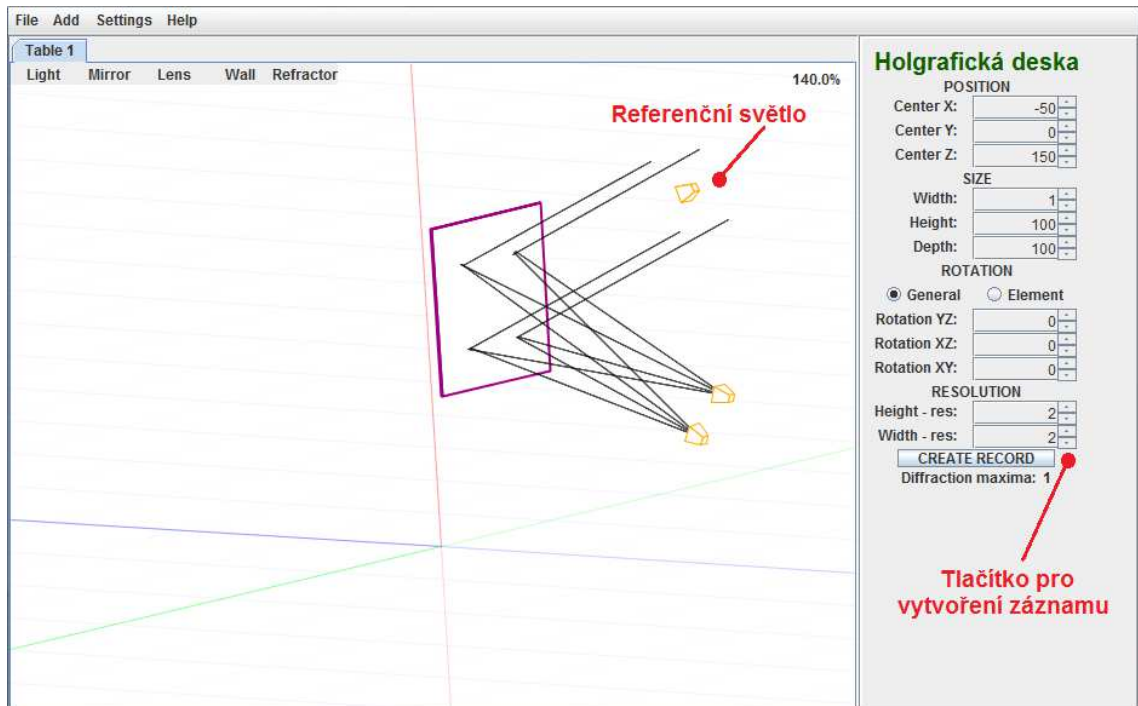 File Add Settings Help
Table 1
Light Mirror Lens Wall Refractor
140.0%
Referenční světlo
Holgrafická deska
POSITION
Center X: -50
Center Y: 0
Center Z: 150
SIZE
Width: 1
Height: 100
Depth: 100
ROTATION
General Element
Rotation YZ: 0
Rotation XZ: 0
Rotation XY: 0
RESOLUTION
Height - res: 2
Width - res: 2
CREATE RECORD
Diffraction maxima: 1
Tlačítko pro
vytvoření záznamu